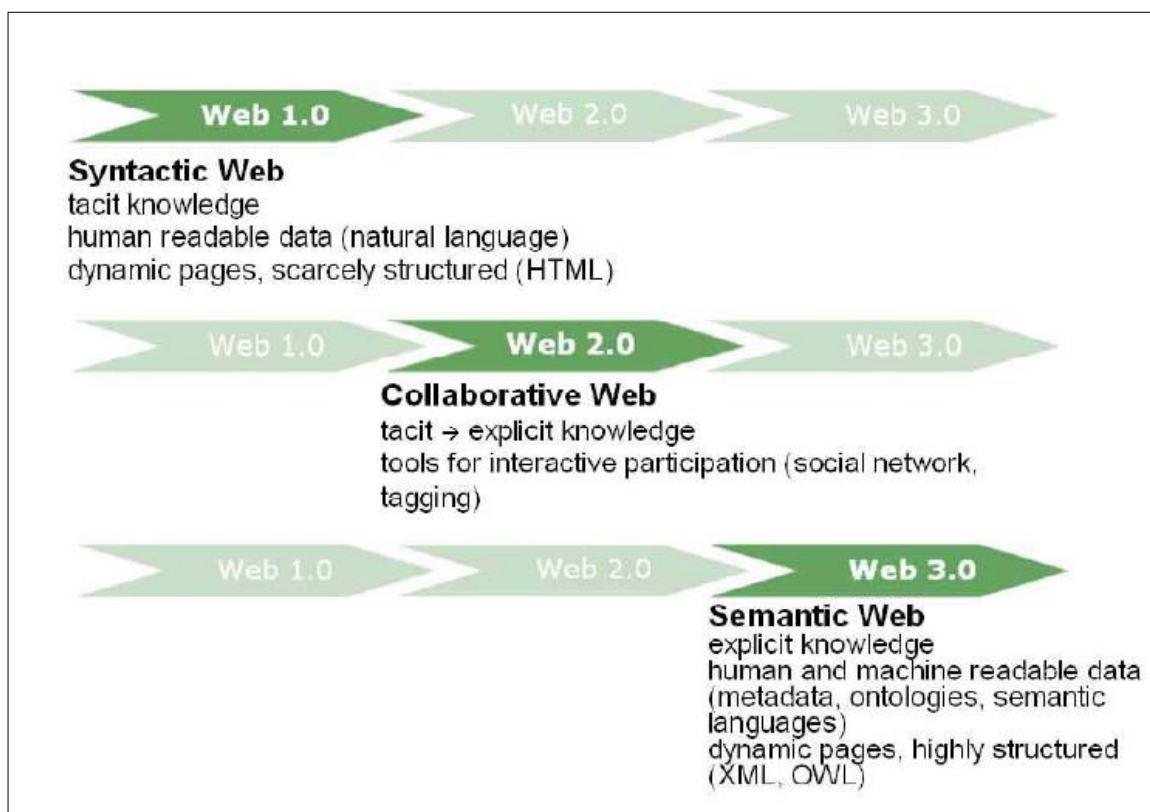 Web 1.0 Web 2.0 Web 3.0
Syntactic Web
tacit knowledge
human readable data (natural language)
dynamic pages, scarcely structured (HTML)
Web 1.0 Web 2.0 Web 3.0
Collaborative Web
tacit → explicit knowledge
tools for interactive participation (social network,
tagging)
Web 1.0 Web 2.0 Web 3.0
Semantic Web
explicit knowledge
human and machine readable data
(metadata, ontologies, semantic
languages)
dynamic pages, highly structured
(XML, OWL)